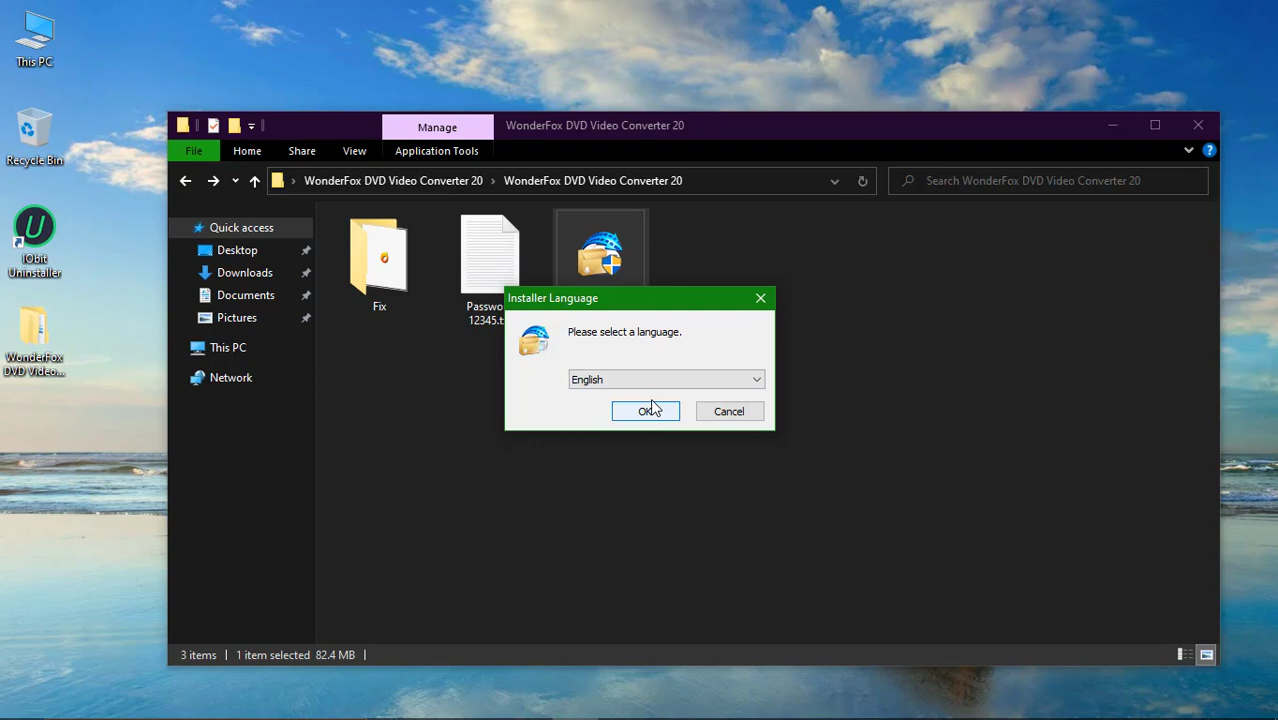 This PC
Recycle Bin
IObit
Uninstaller
WonderFox
DVD Video...
Manage
WonderFox DVD Video Converter 20
File
Home
Share
View
Application Tools
WonderFox DVD Video Converter 20
WonderFox DVD Video Converter 20
Search WonderFox DVD Video Converter 20
Quick access
Desktop
Downloads
Documents
Pictures
This PC
Network
Fix
Passwo
12345.t
Installer Language
Please select a language.
English
OK
Cancel
3 items
1 item selected 82.4 MB